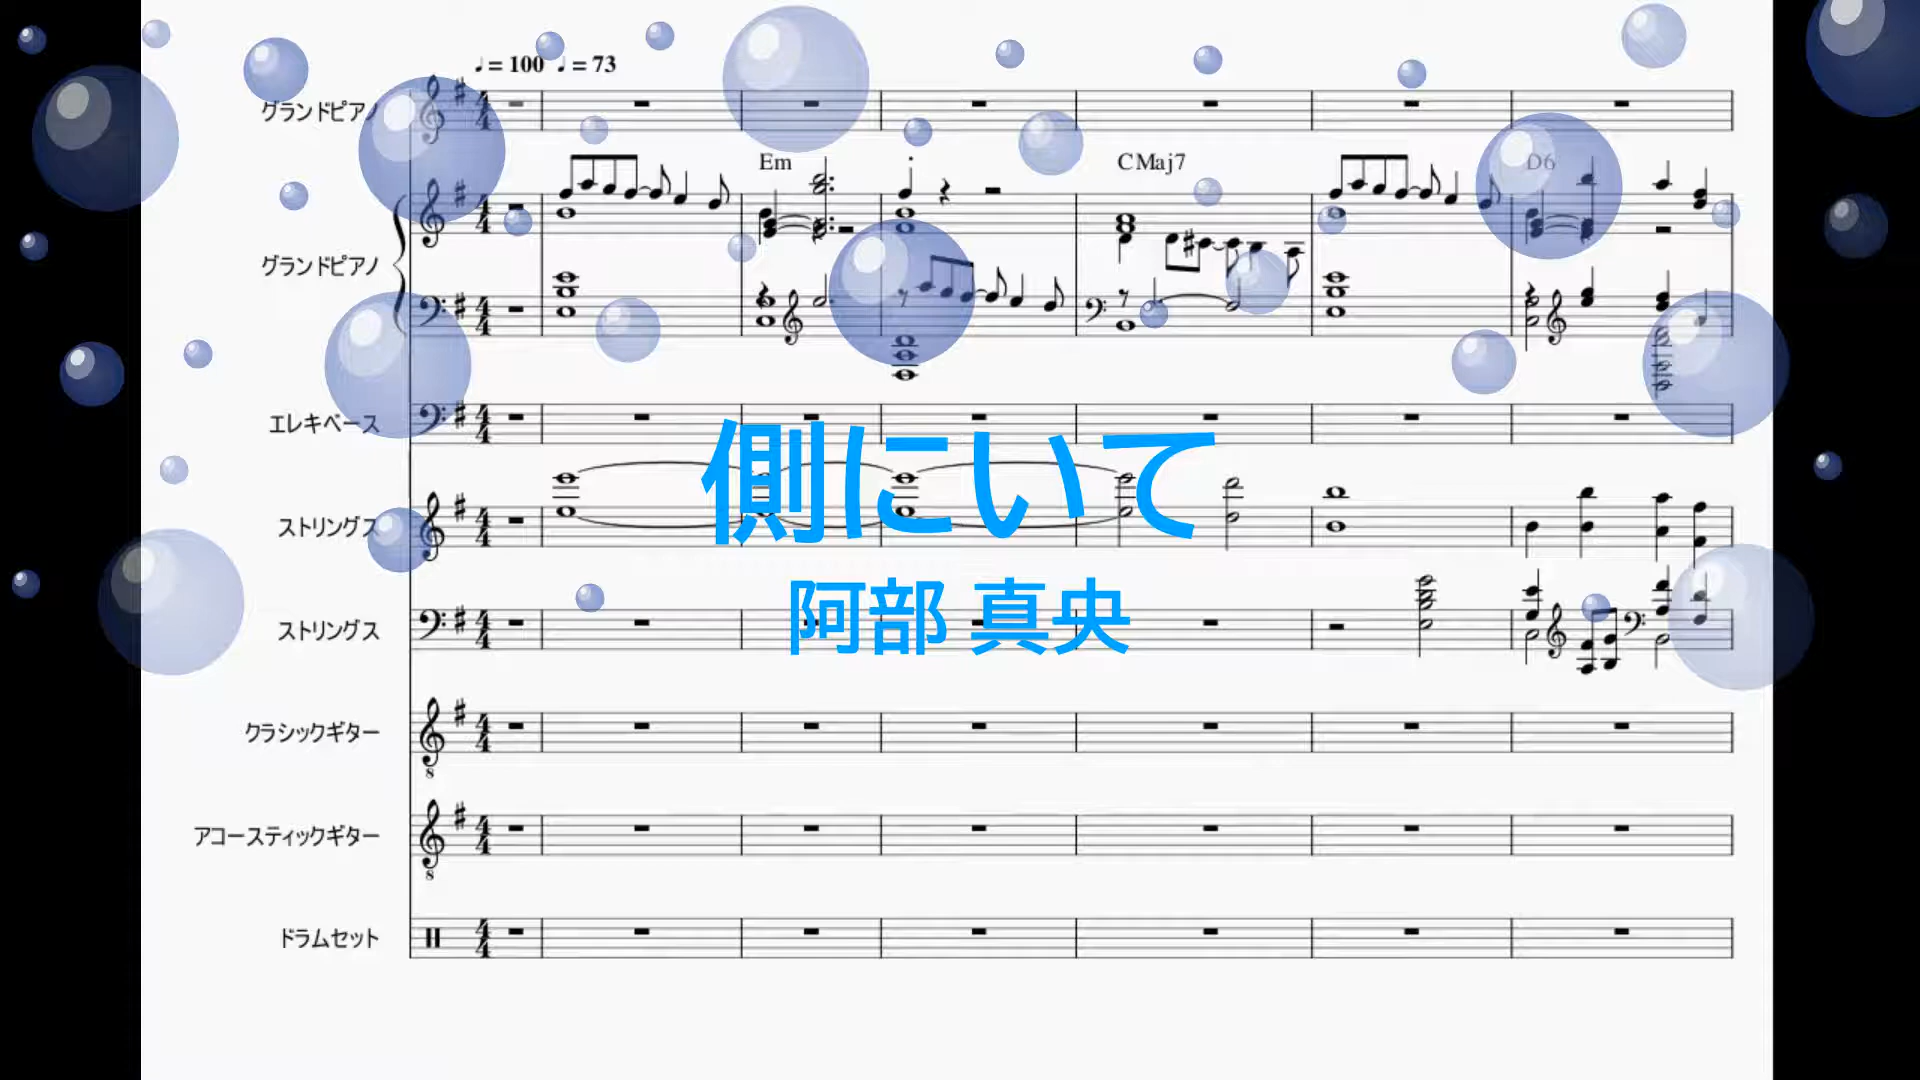 ♩= 100 ♩= 73
グランドピアノ
Em
CMaj7
D6
グランドピアノ
エレキベース
側にいて
ストリングス
阿部 真央
ストリングス
クラシックギター
8
アコースティックギター
8
ドラムセット